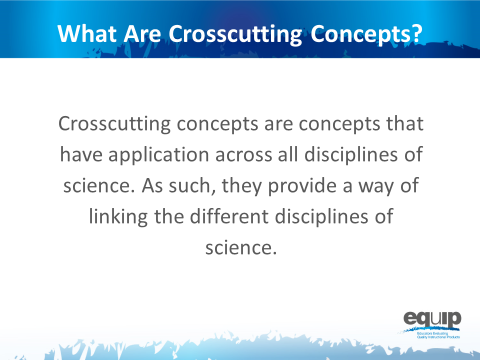 What Are Crosscutting Concepts?
Crosscutting concepts are concepts that
have application across all disciplines of
science. As such, they provide a way of
linking the different disciplines of
science.
equip
Educators Evaluating
Quality Instructional Products